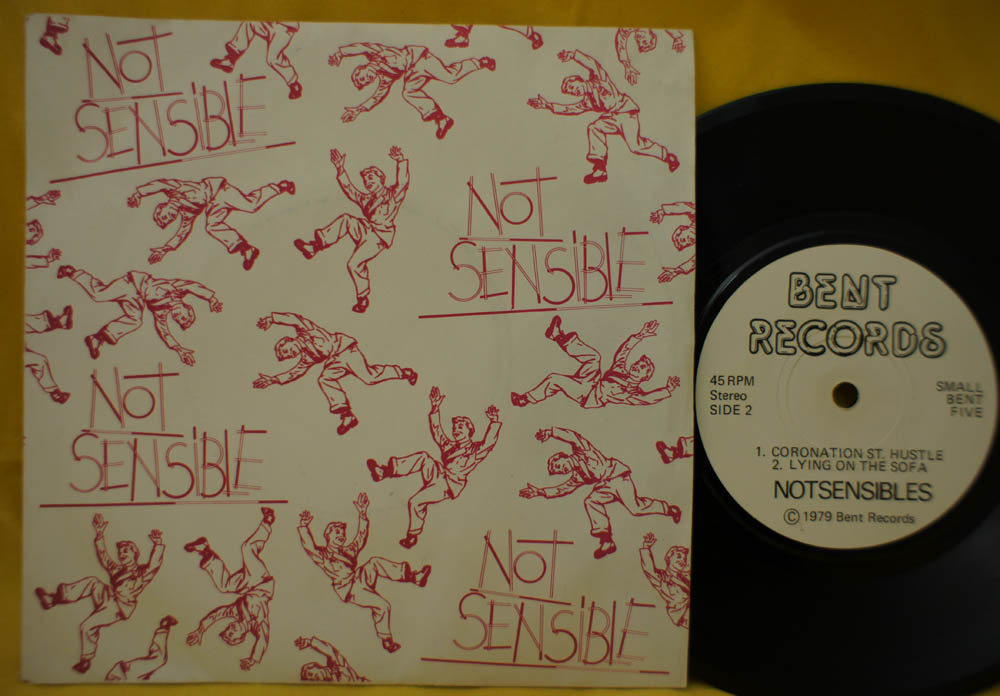 NOT
SENSIBLE
NOT
SENSIBLE
NOT
SENSIBLE
NOT
SENSIBLE
BENT
RECORDS
45 RPM
Stereo
SIDE 2
SMALL
BENT
FIVE
1. CORONATION ST. HUSTLE
2. LYING ON THE SOFA
NOTSENSIBLES
© 1979 Bent Records